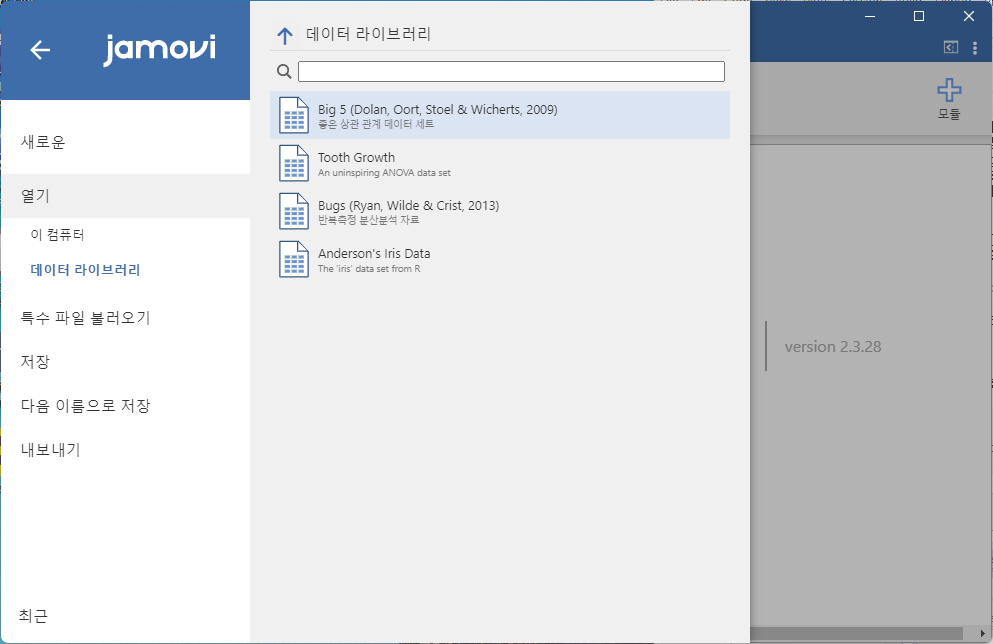 jamovi
데이터 라이브러리
새로운
열기
이 컴퓨터
데이터 라이브러리
특수 파일 불러오기
저장
다음 이름으로 저장
내보내기
최근
Big 5 (Dolan, Oort, Stoel & Wicherts, 2009)
좋은 상관 관계 데이터 세트
Tooth Growth
An uninspiring ANOVA data set
Bugs (Ryan, Wilde & Crist, 2013)
반복측정 분산분석 자료
Anderson's Iris Data
The 'iris' data set from R
모듈
version 2.3.28